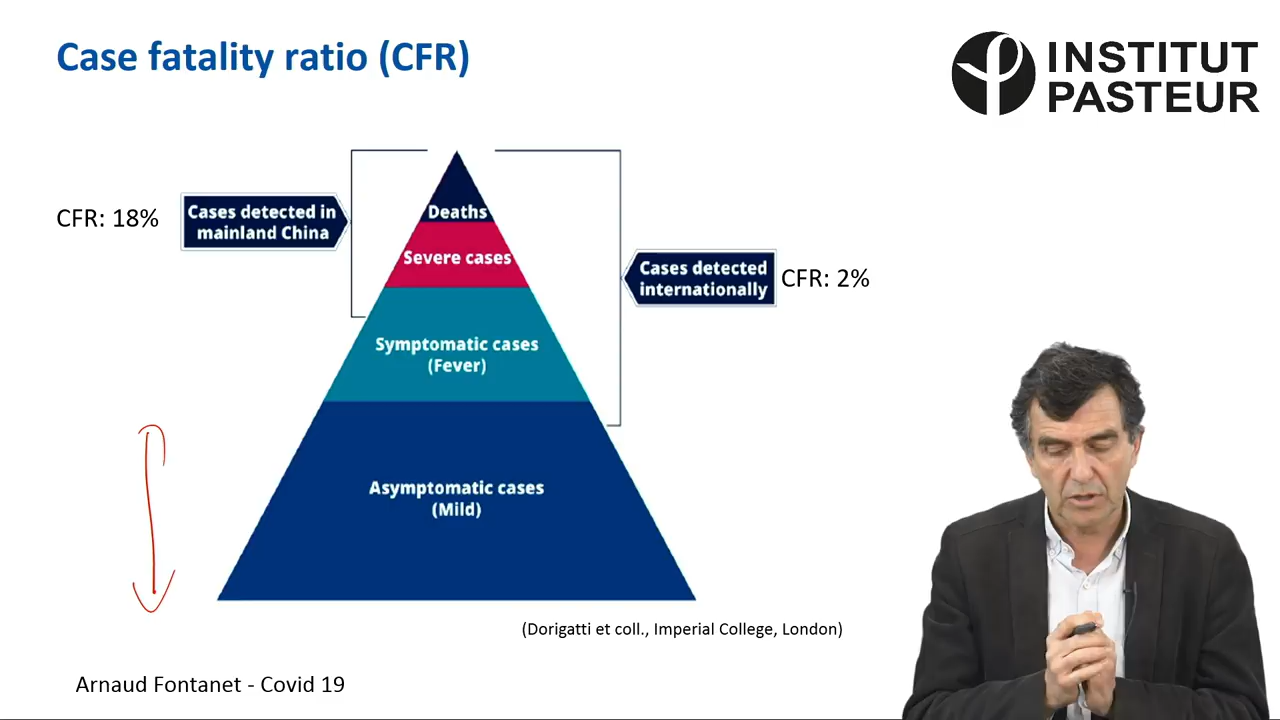 Case fatality ratio (CFR)
INSTITUT
PASTEUR
CFR: 18%
Cases detected in
mainland China
Deaths
Severe cases
Cases detected
internationally
CFR: 2%
Symptomatic cases
(Fever)
Asymptomatic cases
(Mild)
(Dorigatti et coll., Imperial College, London)
Arnaud Fontanet - Covid 19